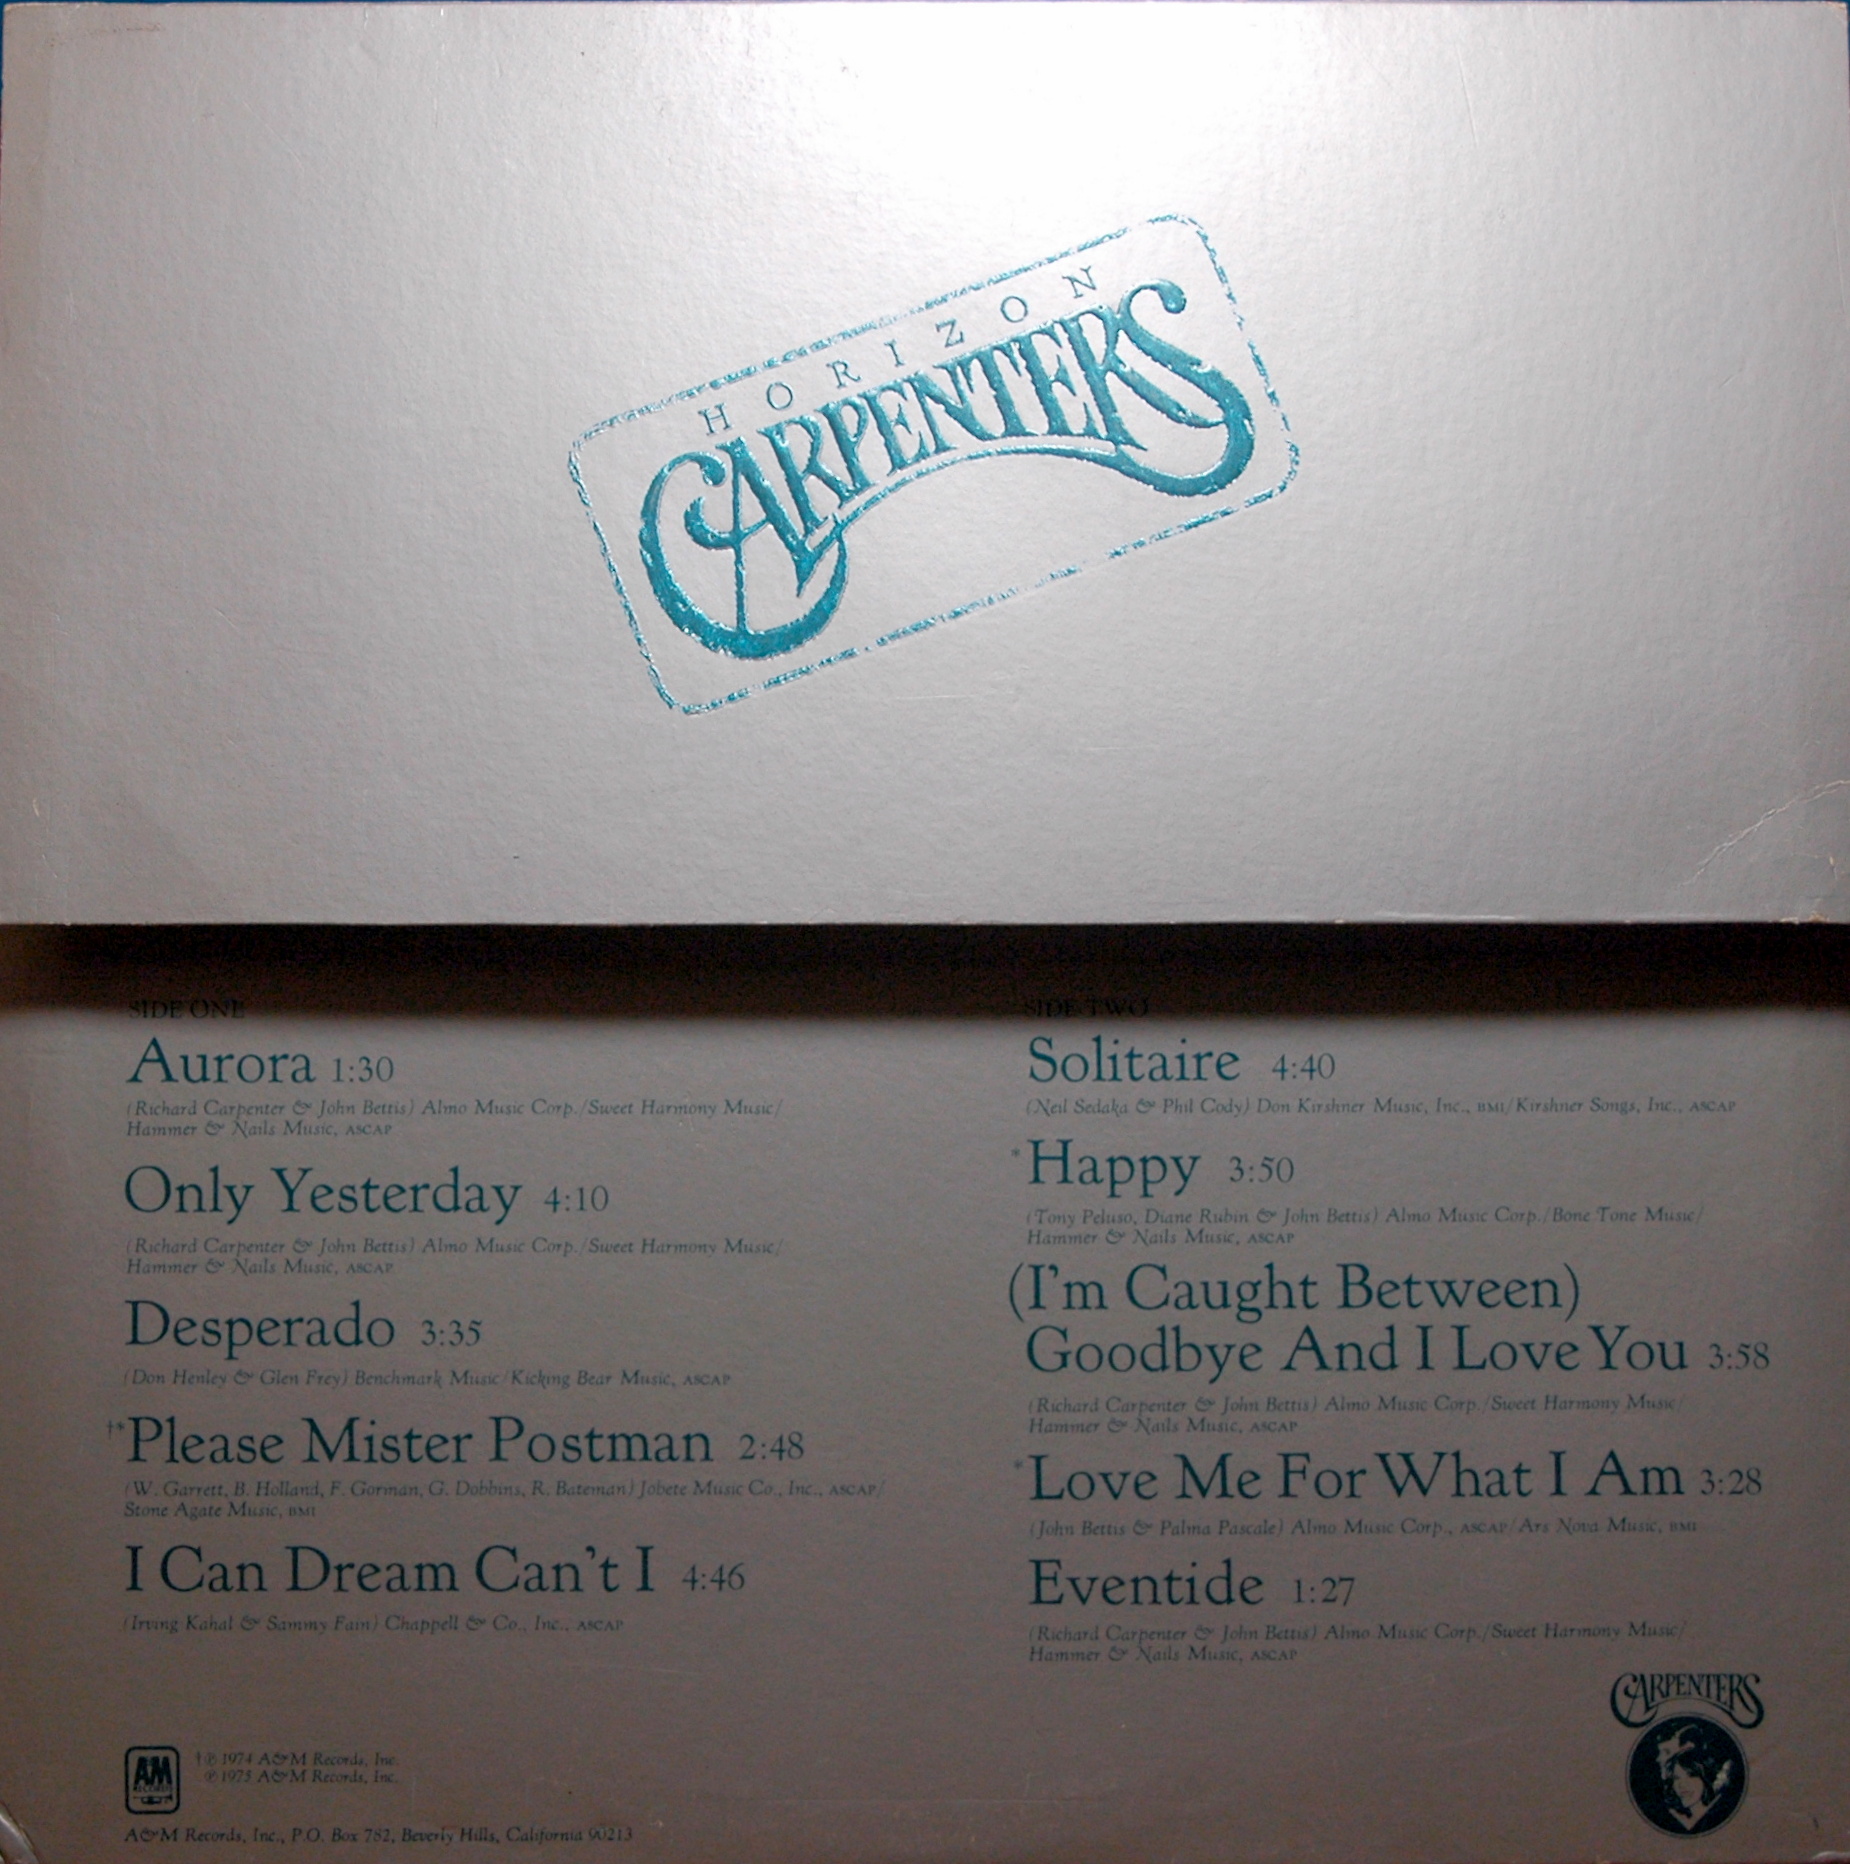 HORIZON
CARPENTERS
SIDE ONE
Aurora 1:30
(Richard Carpenter & John Bettis) Almo Music Corp./Sweet Harmony Music/
Hammer & Nails Music, ASCAP
Only Yesterday 4:10
(Richard Carpenter & John Bettis) Almo Music Corp./Sweet Harmony Music/
Hammer & Nails Music, ASCAP
Desperado 3:35
(Don Henley & Glen Frey) Benchmark Music/Kicking Bear Music, ASCAP
†*Please Mister Postman 2:48
(W. Garrett, B. Holland, F. Gorman, G. Dobbins, R. Bateman) Jobete Music Co., Inc., ASCAP/
Stone Agate Music, BMI
I Can Dream Can't I 4:46
(Irving Kahal & Sammy Fain) Chappell & Co., Inc., ASCAP
SIDE TWO
Solitaire 4:40
(Neil Sedaka & Phil Cody) Don Kirshner Music, Inc., BMI/Kirshner Songs, Inc., ASCAP
*Happy 3:50
(Tony Peluso, Diane Rubin & John Bettis) Almo Music Corp./Bone Tone Music/
Hammer & Nails Music, ASCAP
(I'm Caught Between)
Goodbye And I Love You 3:58
(Richard Carpenter & John Bettis) Almo Music Corp./Sweet Harmony Music/
Hammer & Nails Music, ASCAP
*Love Me For What I Am 3:28
(John Bettis & Palma Pascale) Almo Music Corp., ASCAP/Ars Nova Music, BMI
Eventide 1:27
(Richard Carpenter & John Bettis) Almo Music Corp./Sweet Harmony Music/
Hammer & Nails Music, ASCAP
CARPENTERS
AM
RECORDS
†℗ 1974 A&M Records, Inc.
℗ 1975 A&M Records, Inc.
A&M Records, Inc., P.O. Box 782, Beverly Hills, California 90213